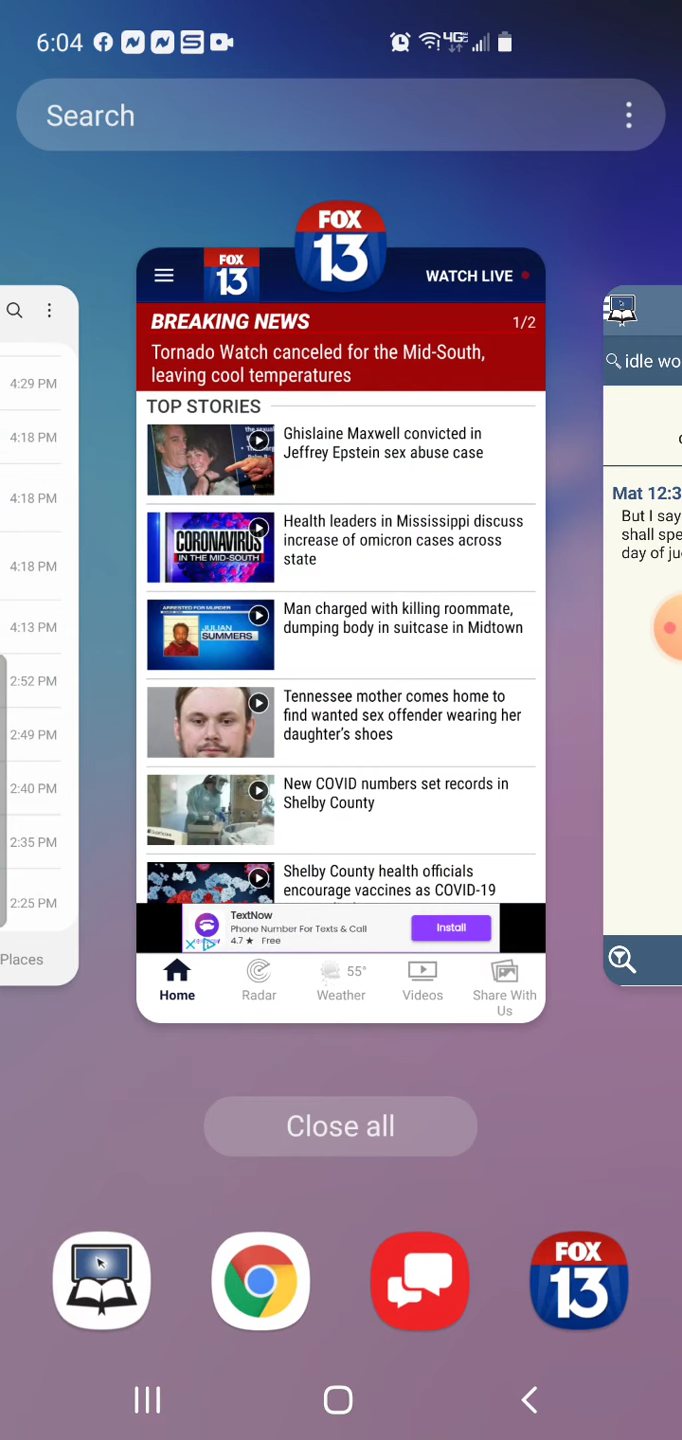 6:04
4G
Search
4:29 PM
4:18 PM
4:18 PM
4:18 PM
4:13 PM
2:52 PM
2:49 PM
2:40 PM
2:35 PM
2:25 PM
Places
FOX
13
FOX
13
WATCH LIVE
BREAKING NEWS
1/2
Tornado Watch canceled for the Mid-South,
leaving cool temperatures
TOP STORIES
Ghislaine Maxwell convicted in
Jeffrey Epstein sex abuse case
CORONAVIRUS
IN THE MID-SOUTH
Health leaders in Mississippi discuss
increase of omicron cases across
state
ARRESTED FOR MURDER
JULIAN
SUMMERS
Man charged with killing roommate,
dumping body in suitcase in Midtown
Tennessee mother comes home to
find wanted sex offender wearing her
daughter's shoes
New COVID numbers set records in
Shelby County
Shelby County health officials
encourage vaccines as COVID-19
TextNow
Phone Number For Texts & Call
4.7 ★ Free
Install
Home
Radar
55°
Weather
Videos
Share With
Us
idle wo
Mat 12:3
But I say
shall spe
day of ju
Close all
FOX
13